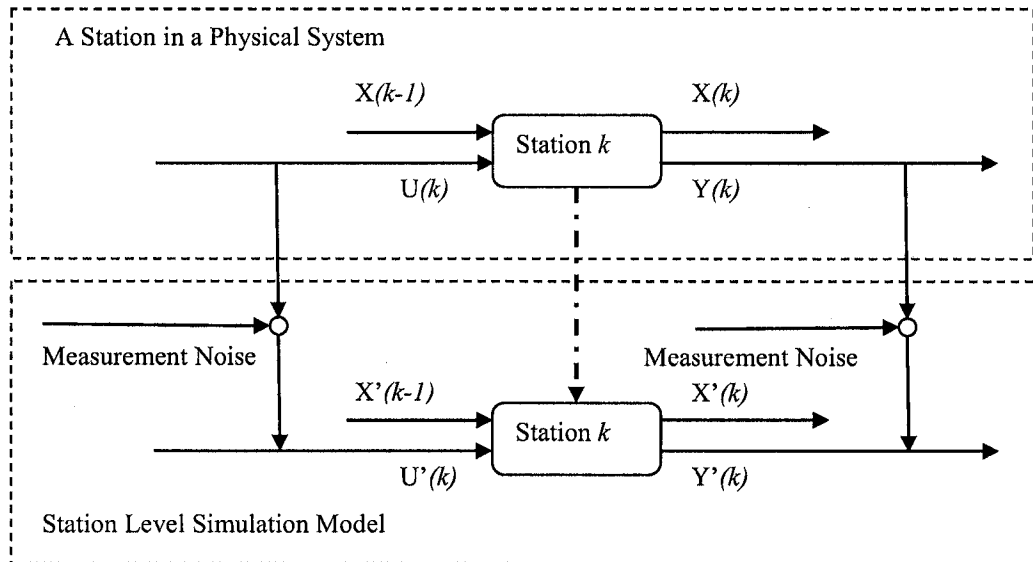 A Station in a Physical System
X(k-1)
X(k)
Station k
U(k)
Y(k)
Measurement Noise
Measurement Noise
X'(k-1)
X'(k)
Station k
U'(k)
Y'(k)
Station Level Simulation Model